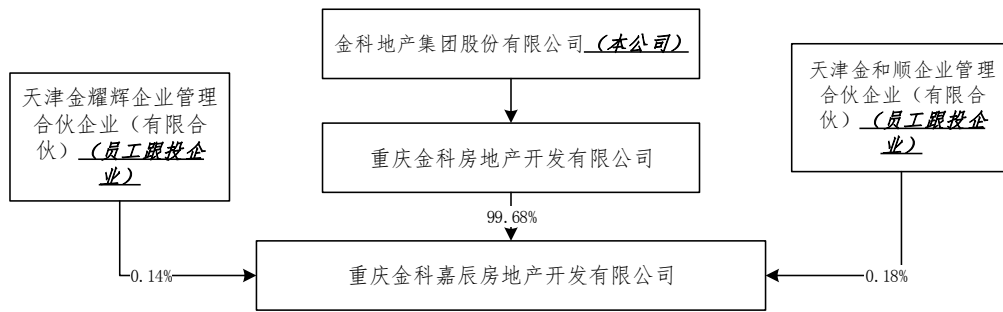 金科地产集团股份有限公司（本公司）
天津金耀辉企业管理
合伙企业（有限合
伙）（员工跟投企
业）
天津金和顺企业管理
合伙企业（有限合
伙）（员工跟投企
业）
重庆金科房地产开发有限公司
99.68%
重庆金科嘉辰房地产开发有限公司
0.14%
0.18%